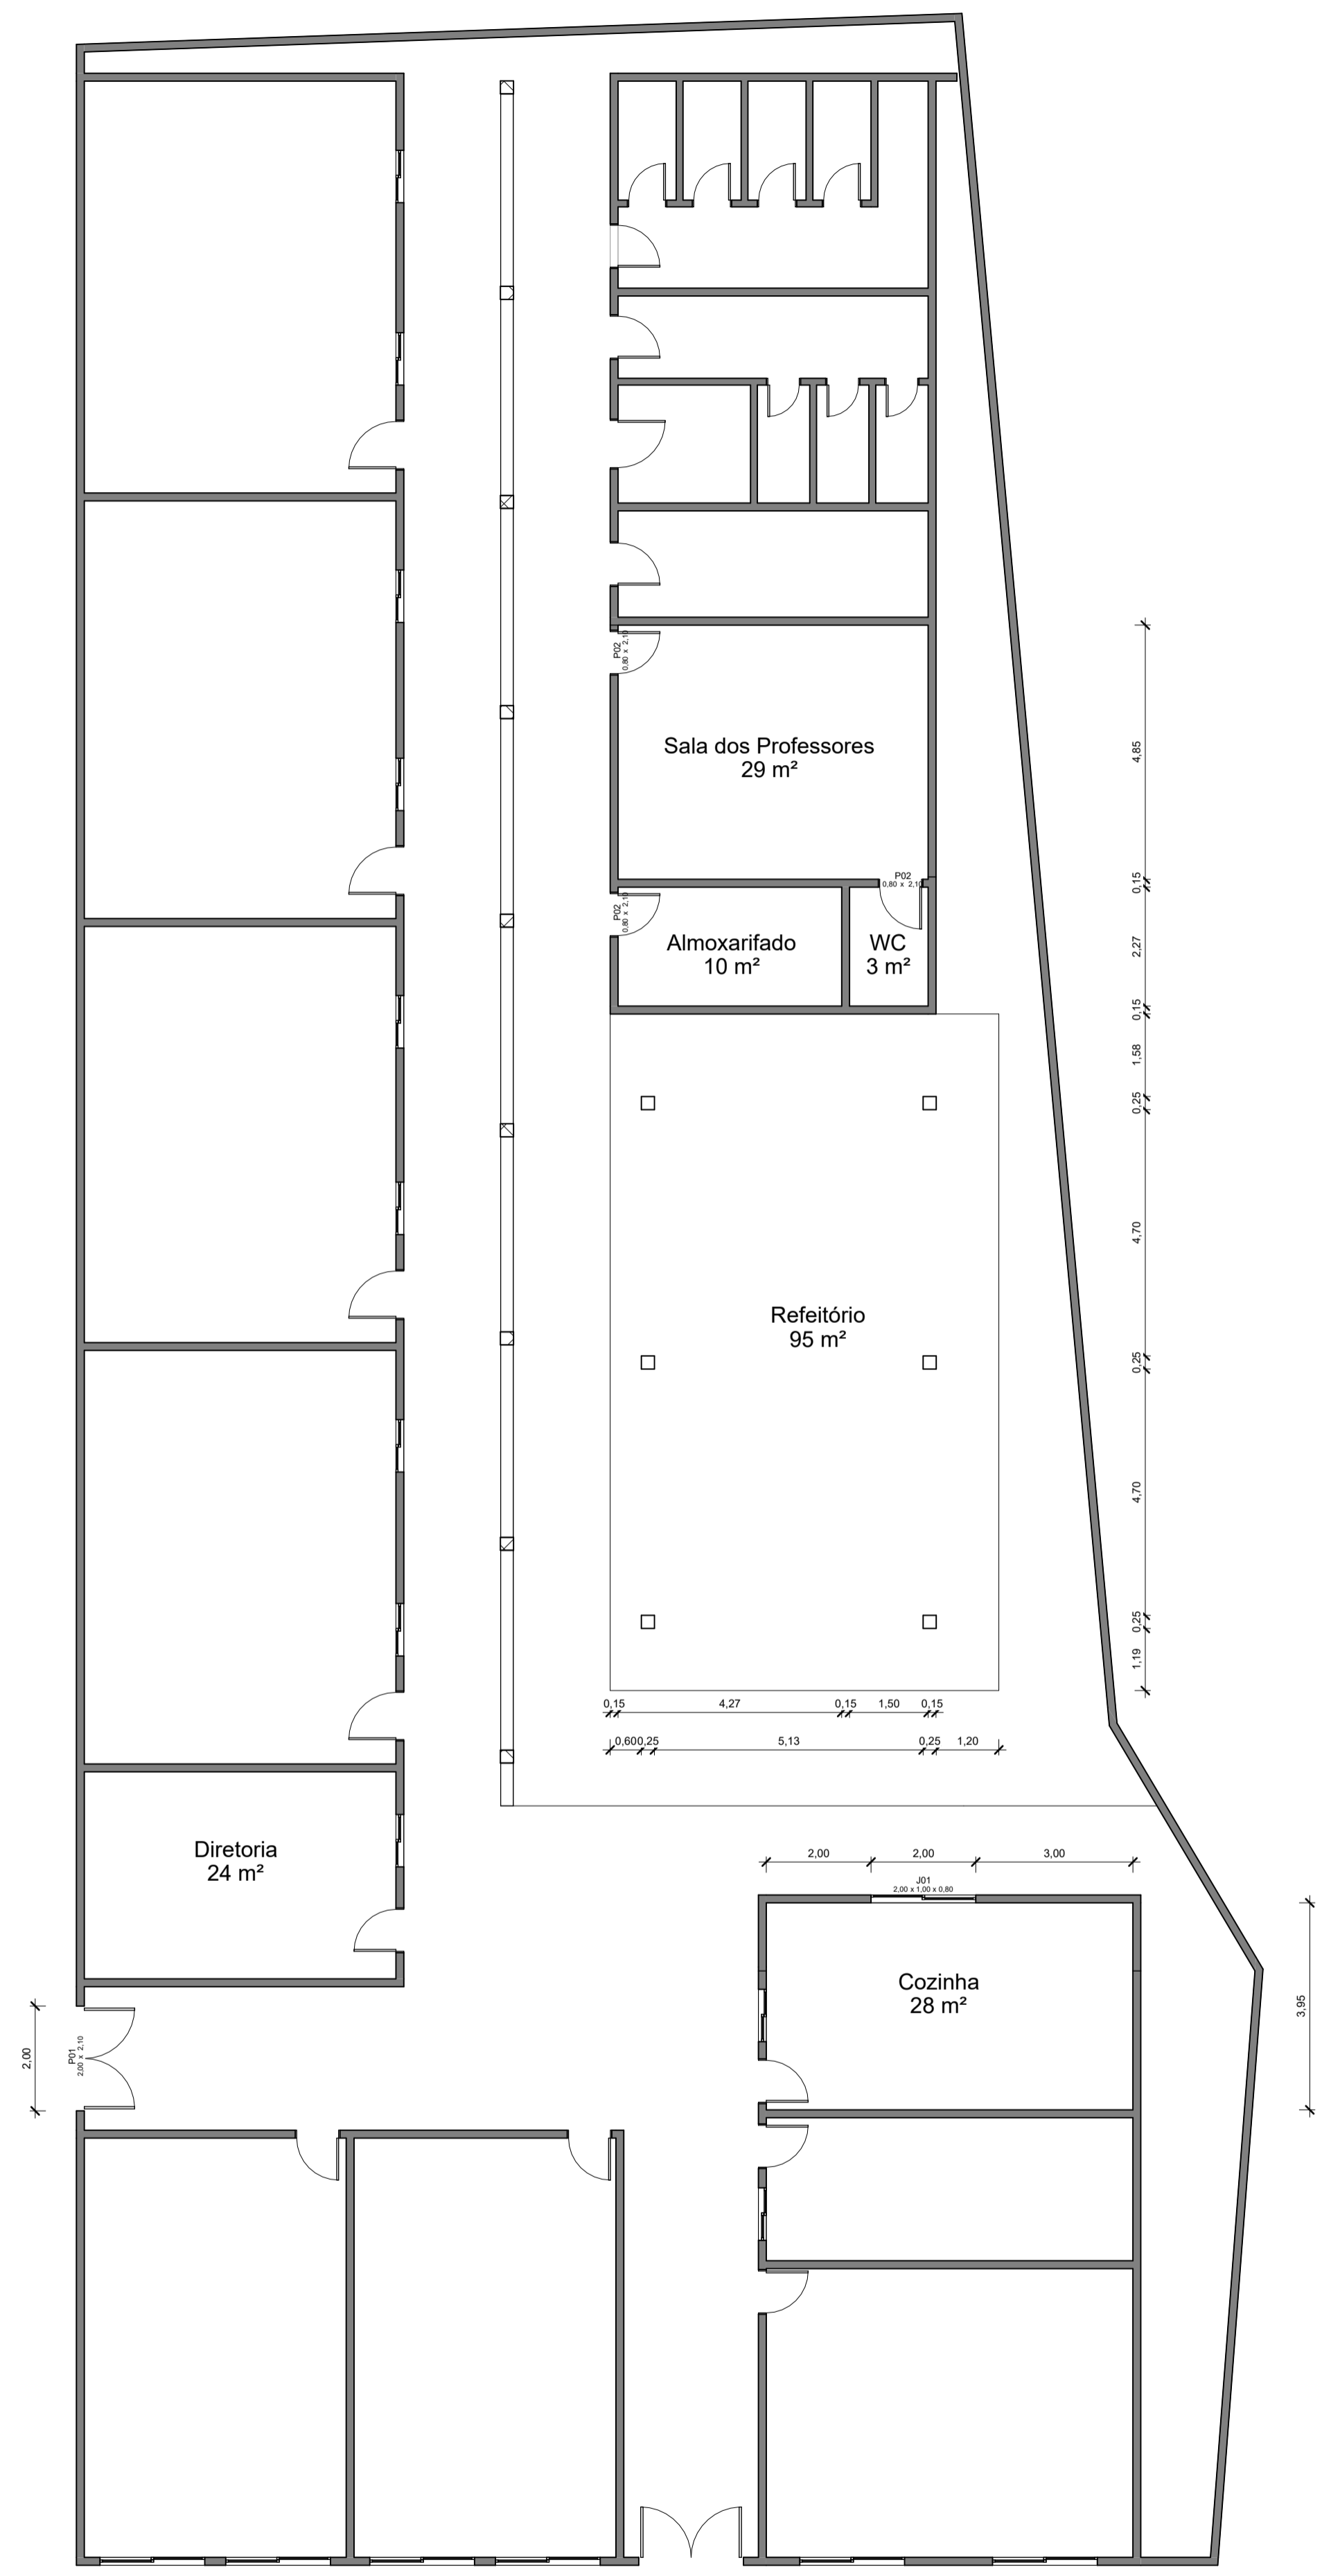 P02
0,80 x 2,10
Sala dos Professores
29 m²
4,85
P02
0,80 x 2,10
0,15
P02
0,80 x 2,10
Almoxarifado
10 m²
WC
3 m²
2,27
0,15
1,58
0,25
4,70
Refeitório
95 m²
0,25
4,70
0,25
1,19
0,15 4,27 0,15 1,50 0,15
0,60 0,25 5,13 0,25 1,20
Diretoria
24 m²
2,00 2,00 3,00
J01
2,00 x 1,00 x 0,80
Cozinha
28 m²
3,95
2,00
P01
2,00 x 2,10